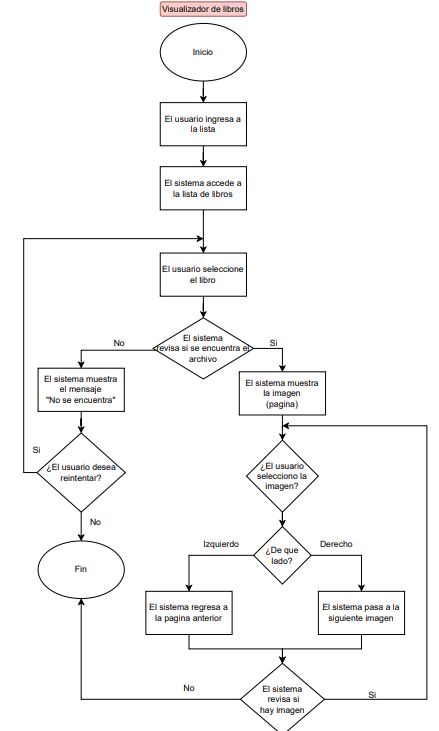 Visualizador de libros
Inicio
El usuario ingresa a
la lista
El sistema accede a
la lista de libros
El usuario seleccione
el libro
El sistema
revisa si se encuentra el
archivo
No
Si
El sistema muestra
el mensaje
"No se encuentra"
El sistema muestra
la imagen
(pagina)
Si
¿El usuario desea
reintentar?
¿El usuario
selecciono la
imagen?
No
Izquierdo
¿De que
lado?
Derecho
Fin
El sistema regresa a
la pagina anterior
El sistema pasa a la
siguiente imagen
No
El sistema
revisa si
hay imagen
Si